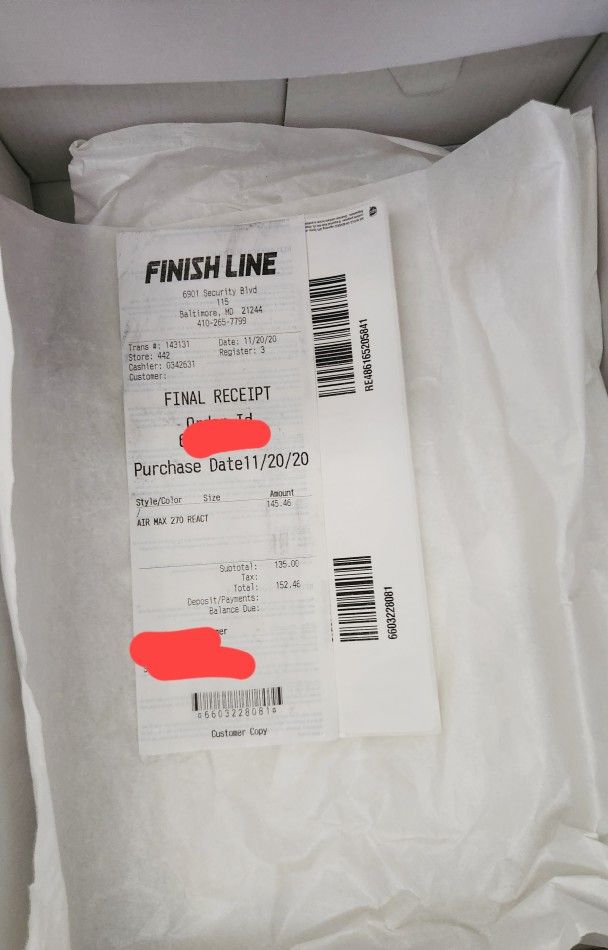 FINISH LINE
6901 Security Blvd
115
Baltimore, MD 21244
410-265-7799
Trans #: 143131 Date: 11/20/20
Store: 442 Register: 3
Cashier: 0342631
Customer:
FINAL RECEIPT
Purchase Date11/20/20
Style/Color Size Amount
/ 145.46
AIR MAX 270 REACT
Subtotal: 135.00
Tax:
Total: 152.46
Deposit/Payments:
Balance Due:
066032280810
Customer Copy
RE486165205841
6603228081